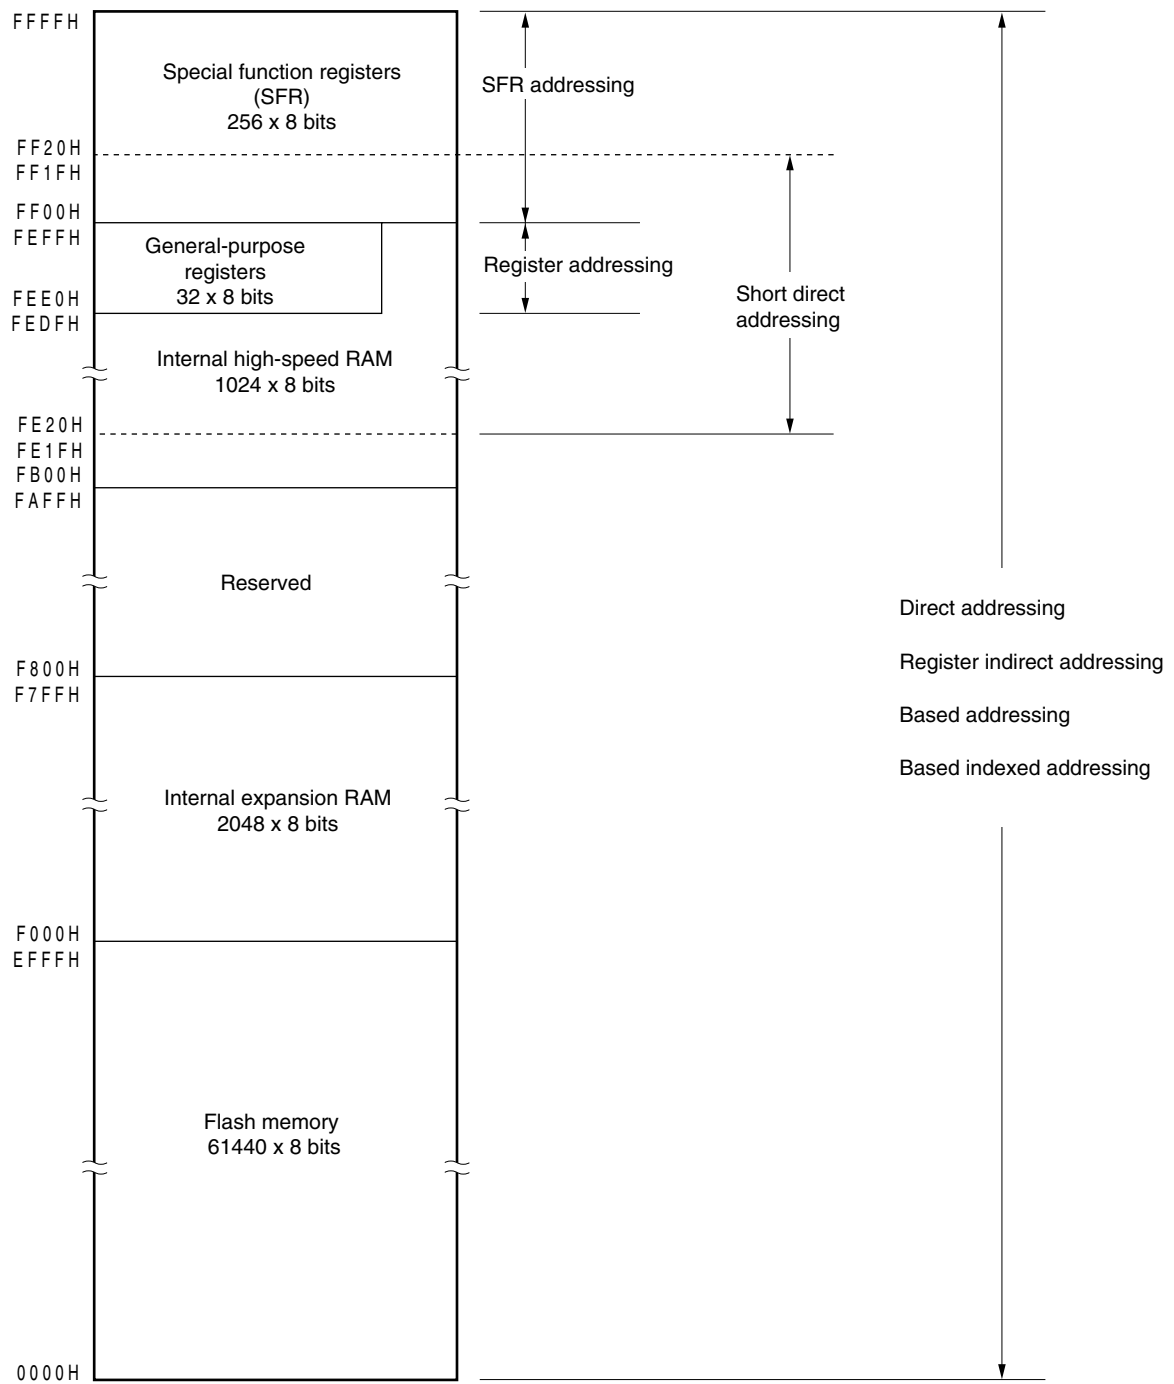 FFFFH
Special function registers
(SFR)
256 x 8 bits
SFR addressing
FF20H
FF1FH
FF00H
FEFFH
General-purpose
registers
32 x 8 bits
Register addressing
FEE0H
FEDFH
Short direct
addressing
Internal high-speed RAM
1024 x 8 bits
FE20H
FE1FH
FB00H
FAFFH
Reserved
Direct addressing
Register indirect addressing
Based addressing
Based indexed addressing
F800H
F7FFH
Internal expansion RAM
2048 x 8 bits
F000H
EFFFH
Flash memory
61440 x 8 bits
0000H